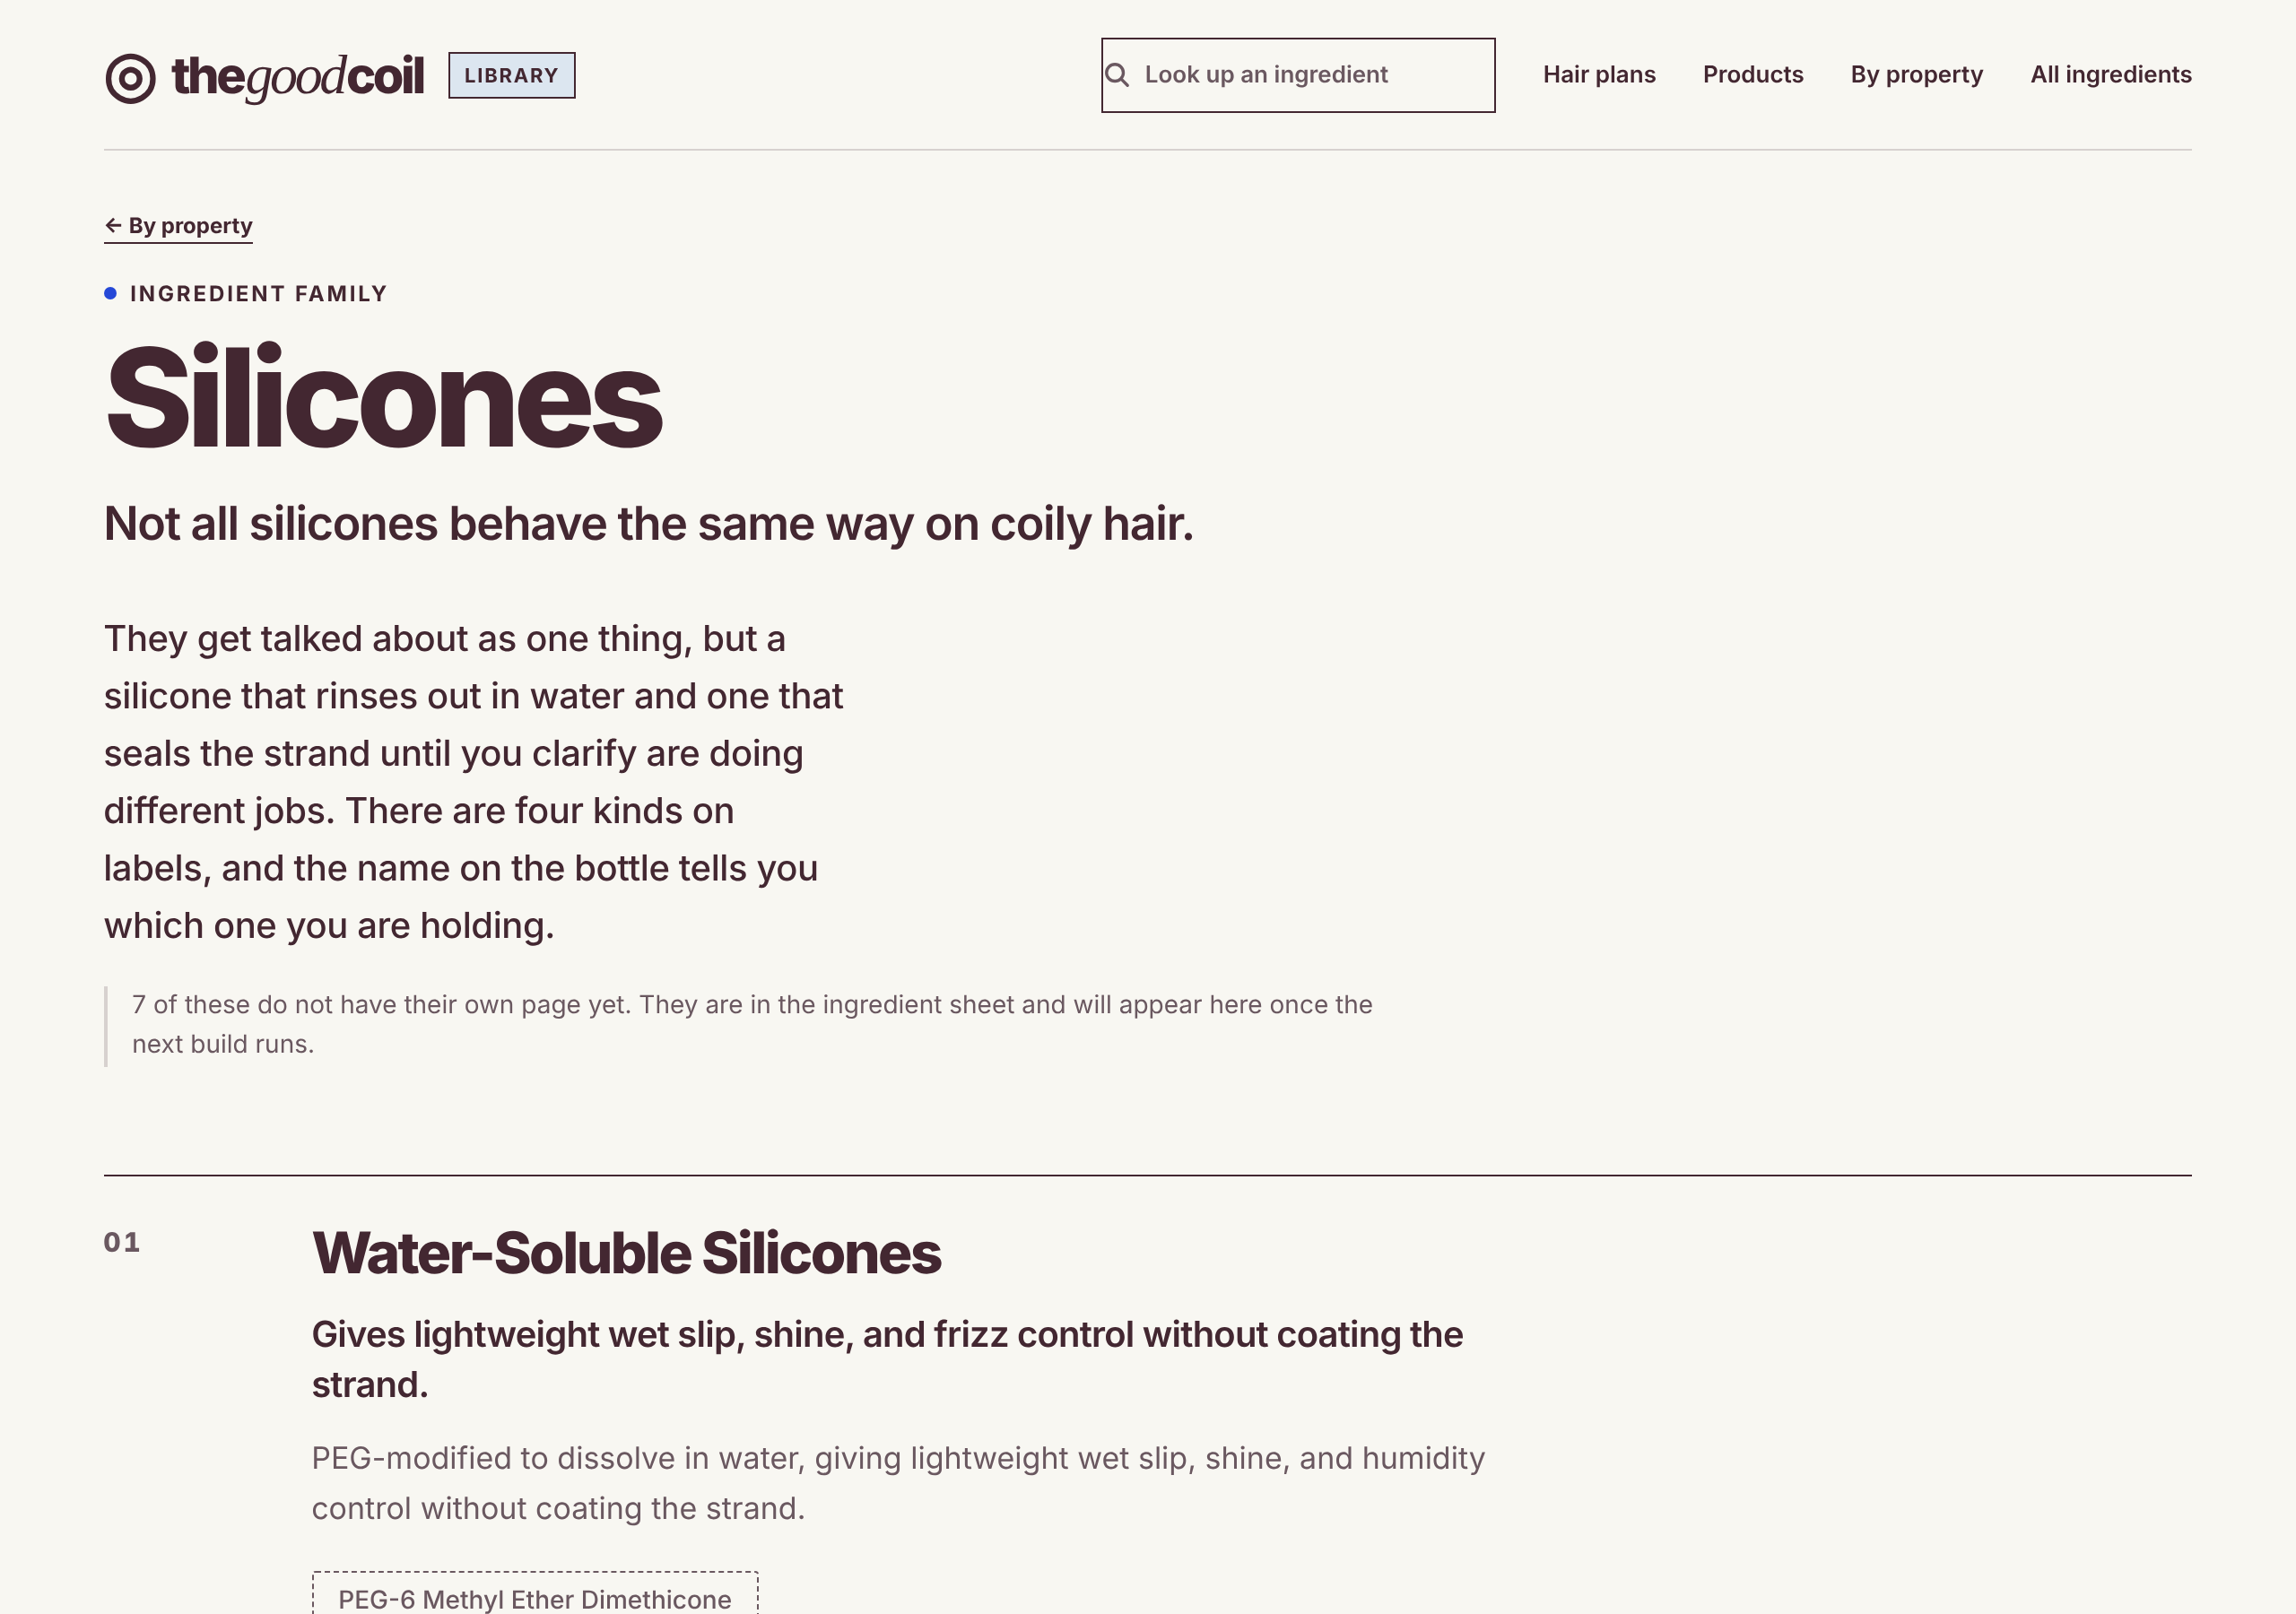 thegoodcoil
LIBRARY
Look up an ingredient
Hair plans
Products
By property
All ingredients
← By property
INGREDIENT FAMILY
Silicones
Not all silicones behave the same way on coily hair.
They get talked about as one thing, but a
silicone that rinses out in water and one that
seals the strand until you clarify are doing
different jobs. There are four kinds on
labels, and the name on the bottle tells you
which one you are holding.
7 of these do not have their own page yet. They are in the ingredient sheet and will appear here once the
next build runs.
01
Water-Soluble Silicones
Gives lightweight wet slip, shine, and frizz control without coating the
strand.
PEG-modified to dissolve in water, giving lightweight wet slip, shine, and humidity
control without coating the strand.
PEG-6 Methyl Ether Dimethicone